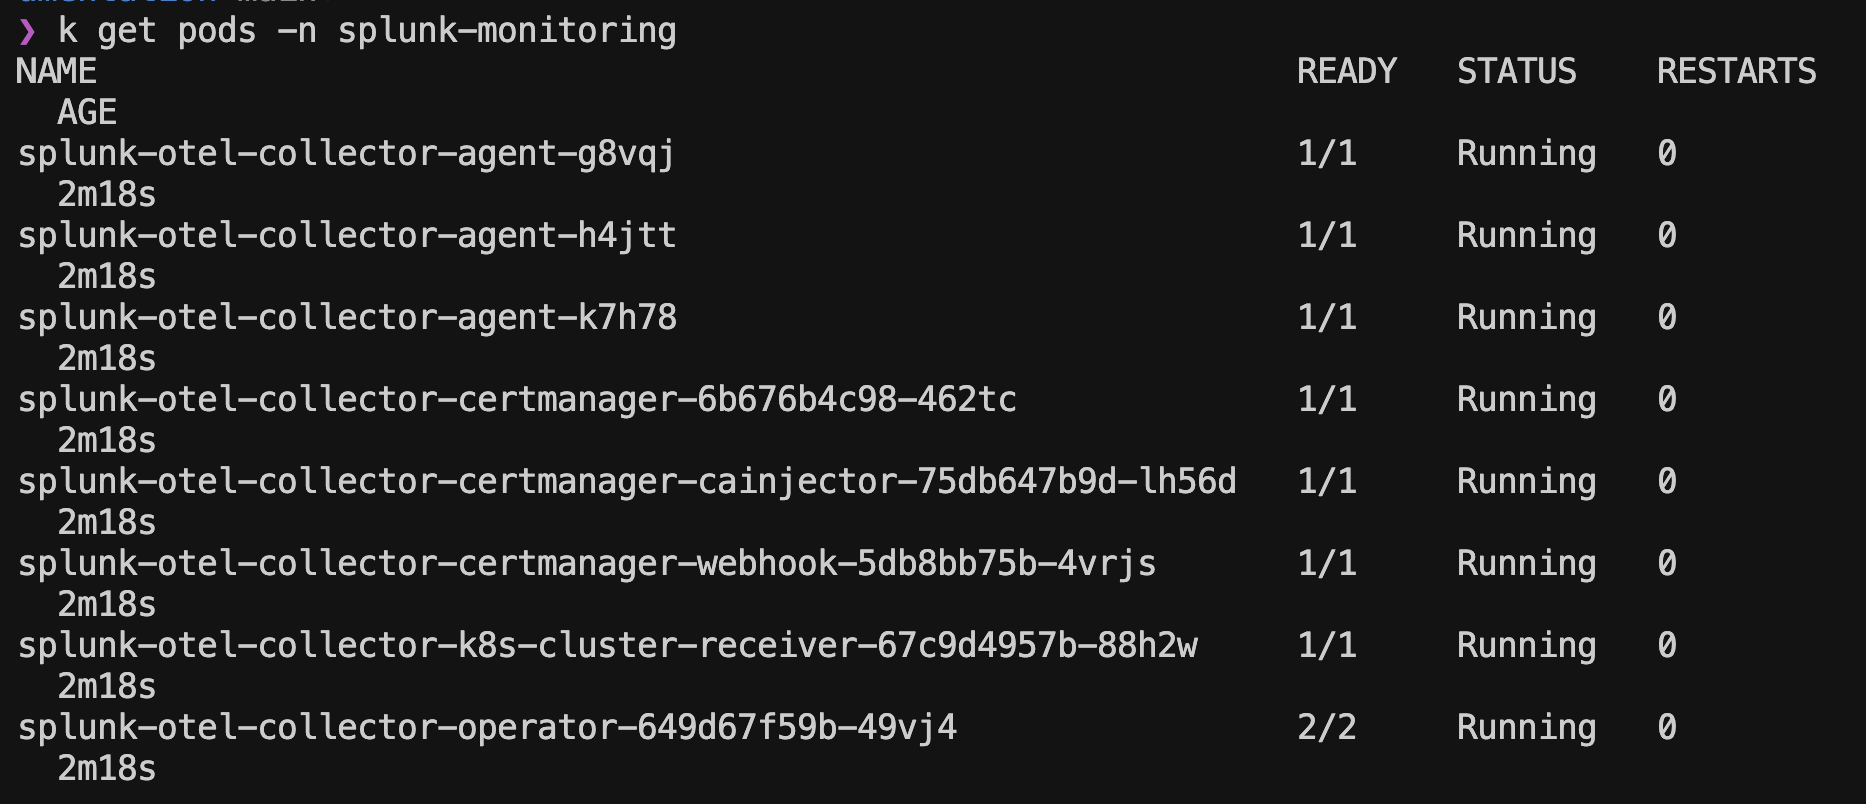 ❯ k get pods -n splunk-monitoring
NAME                                                            READY   STATUS    RESTARTS
  AGE
splunk-otel-collector-agent-g8vqj                               1/1     Running   0
  2m18s
splunk-otel-collector-agent-h4jtt                               1/1     Running   0
  2m18s
splunk-otel-collector-agent-k7h78                               1/1     Running   0
  2m18s
splunk-otel-collector-certmanager-6b676b4c98-462tc              1/1     Running   0
  2m18s
splunk-otel-collector-certmanager-cainjector-75db647b9d-lh56d   1/1     Running   0
  2m18s
splunk-otel-collector-certmanager-webhook-5db8bb75b-4vrjs       1/1     Running   0
  2m18s
splunk-otel-collector-k8s-cluster-receiver-67c9d4957b-88h2w     1/1     Running   0
  2m18s
splunk-otel-collector-operator-649d67f59b-49vj4                 2/2     Running   0
  2m18s